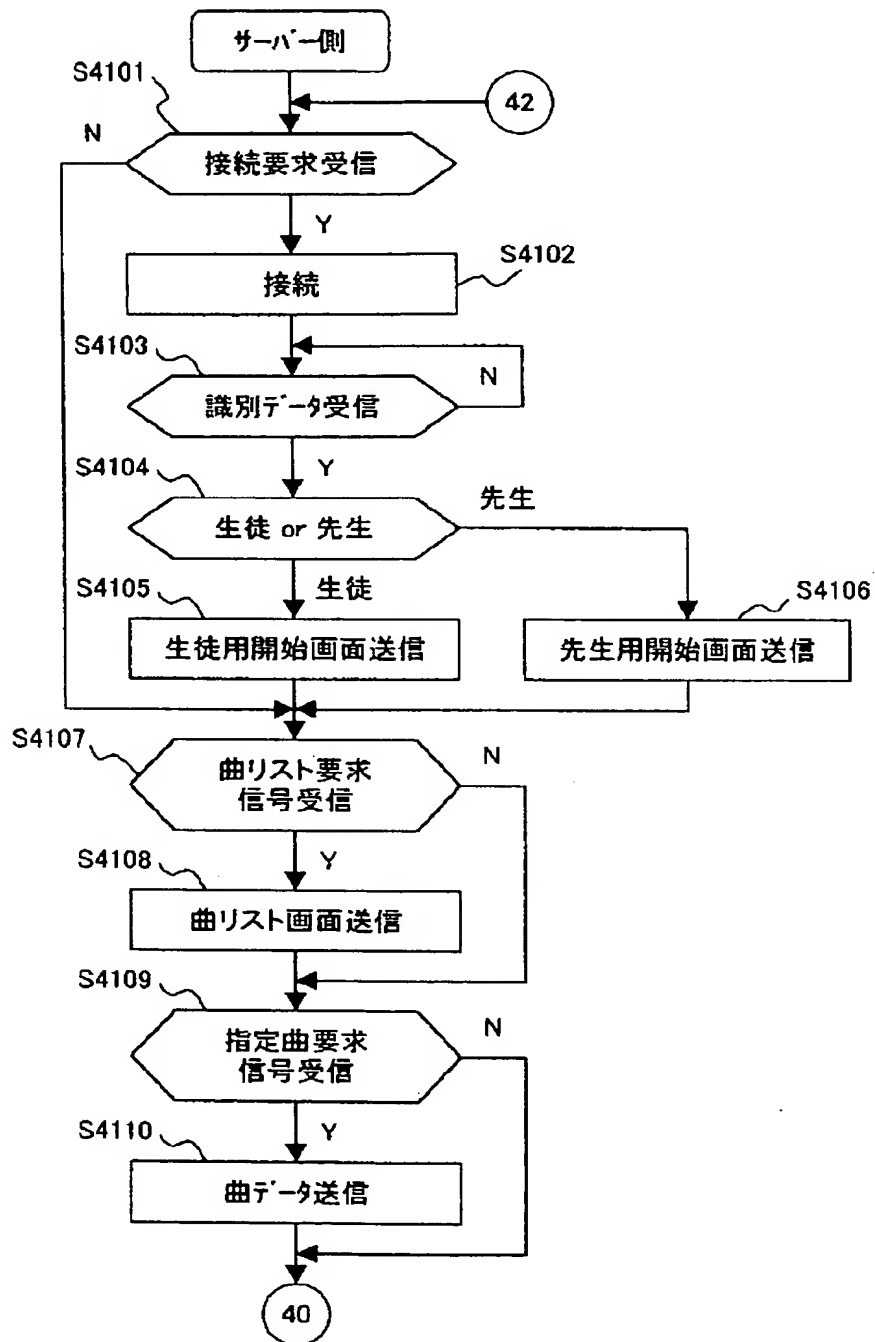 サーバー側
S4101
42
N
接続要求受信
Y
S4102
接続
S4103
N
識別データ受信
S4104
Y
先生
生徒 or 先生
S4105
生徒
S4106
生徒用開始画面送信
先生用開始画面送信
S4107
N
曲リスト要求
信号受信
S4108
Y
曲リスト画面送信
S4109
N
指定曲要求
信号受信
S4110
Y
曲データ送信
40